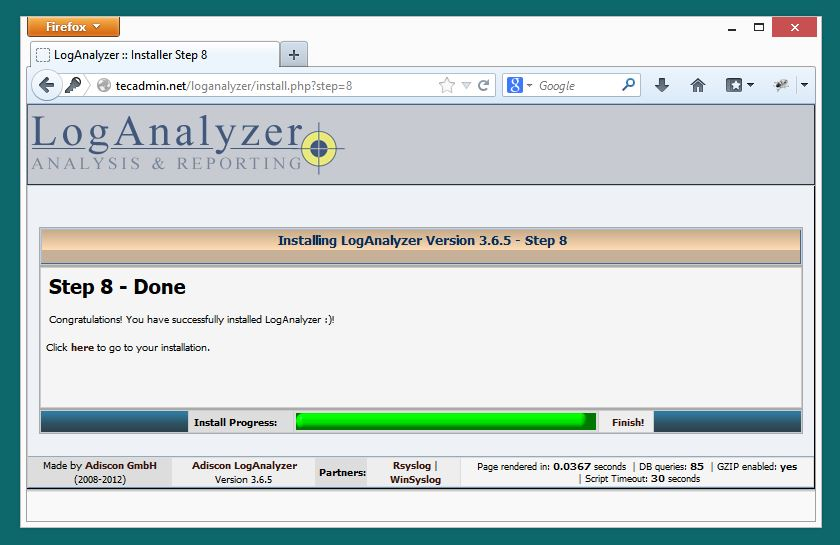 Firefox
LogAnalyzer :: Installer Step 8
tecadmin.net/loganalyzer/install.php?step=8
Google
LogAnalyzer
ANALYSIS & REPORTING
Installing LogAnalyzer Version 3.6.5 - Step 8
Step 8 - Done
Congratulations! You have successfully installed LogAnalyzer :)!
Click here to go to your installation.
Install Progress:
Finish!
Made by Adiscon GmbH
(2008-2012)
Adiscon LogAnalyzer
Version 3.6.5
Partners:
Rsyslog |
WinSyslog
Page rendered in: 0.0367 seconds | DB queries: 85 | GZIP enabled: yes
| Script Timeout: 30 seconds